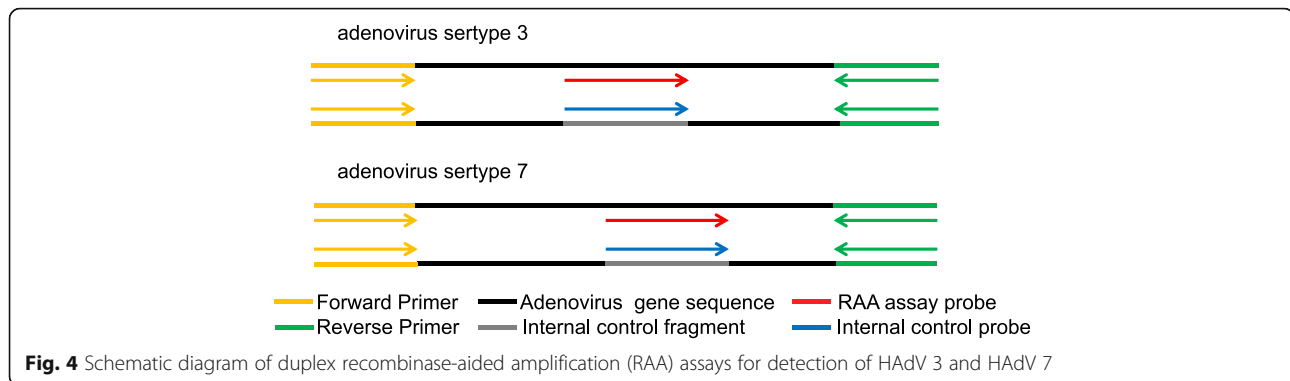 adenovirus sertype 3
adenovirus sertype 7
Forward Primer Adenovirus gene sequence RAA assay probe
Reverse Primer Internal control fragment Internal control probe
Fig. 4 Schematic diagram of duplex recombinase-aided amplification (RAA) assays for detection of HAdV 3 and HAdV 7